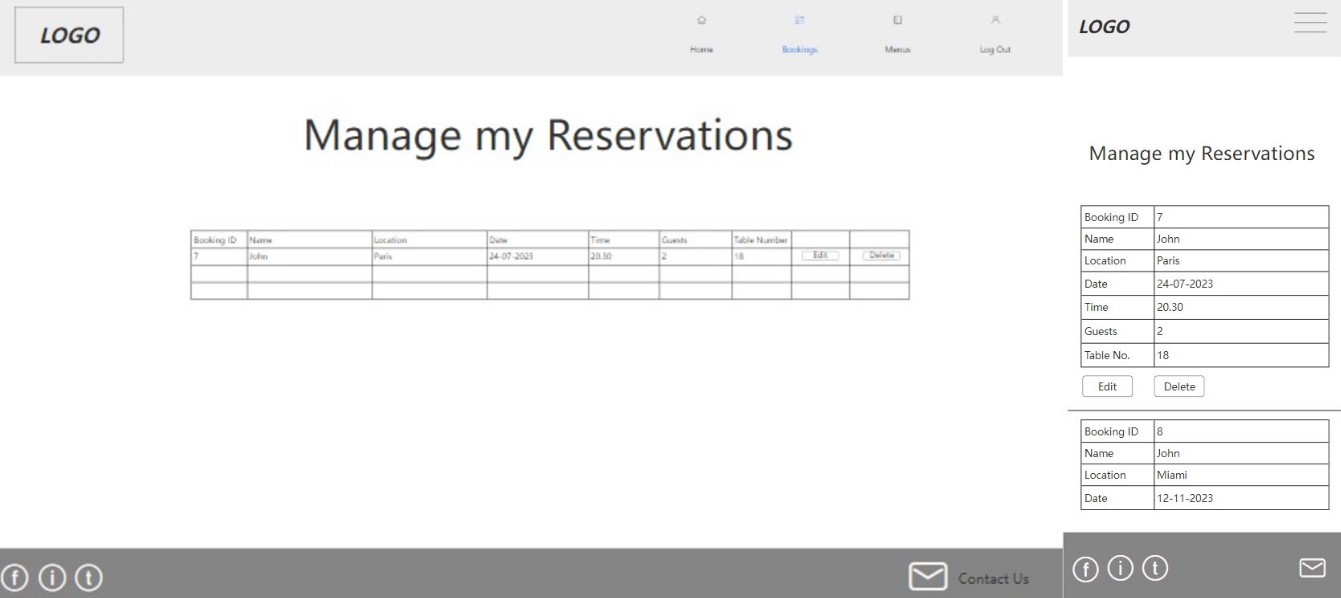 LOGO
Home Bookings Menus Log Out
Manage my Reservations
Booking ID Name Location Date Time Guests Table Number
7 John Paris 24-07-2023 20.30 2 18 Edit Delete
f i t
Contact Us
LOGO
Manage my Reservations
Booking ID 7
Name John
Location Paris
Date 24-07-2023
Time 20.30
Guests 2
Table No. 18
Edit Delete
Booking ID 8
Name John
Location Miami
Date 12-11-2023
f i t